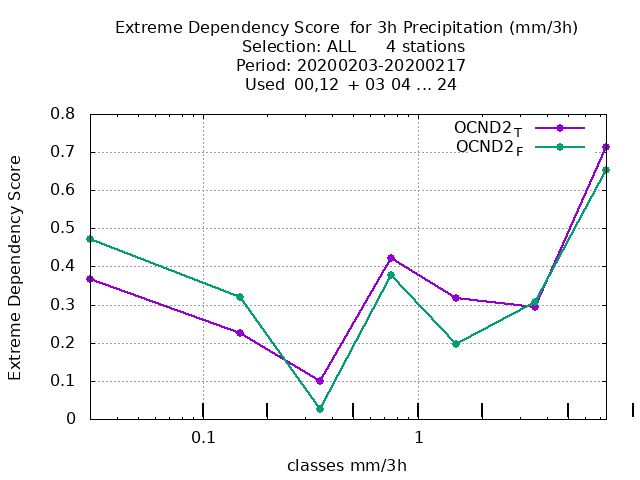 Extreme Dependency Score  for 3h Precipitation (mm/3h)
Selection: ALL      4 stations
Period: 20200203-20200217
Used  00,12  + 03 04 ... 24
OCND2T
OCND2F
0.8
0.7
0.6
0.5
0.4
0.3
0.2
0.1
0
Extreme Dependency Score
0.1 1
classes mm/3h